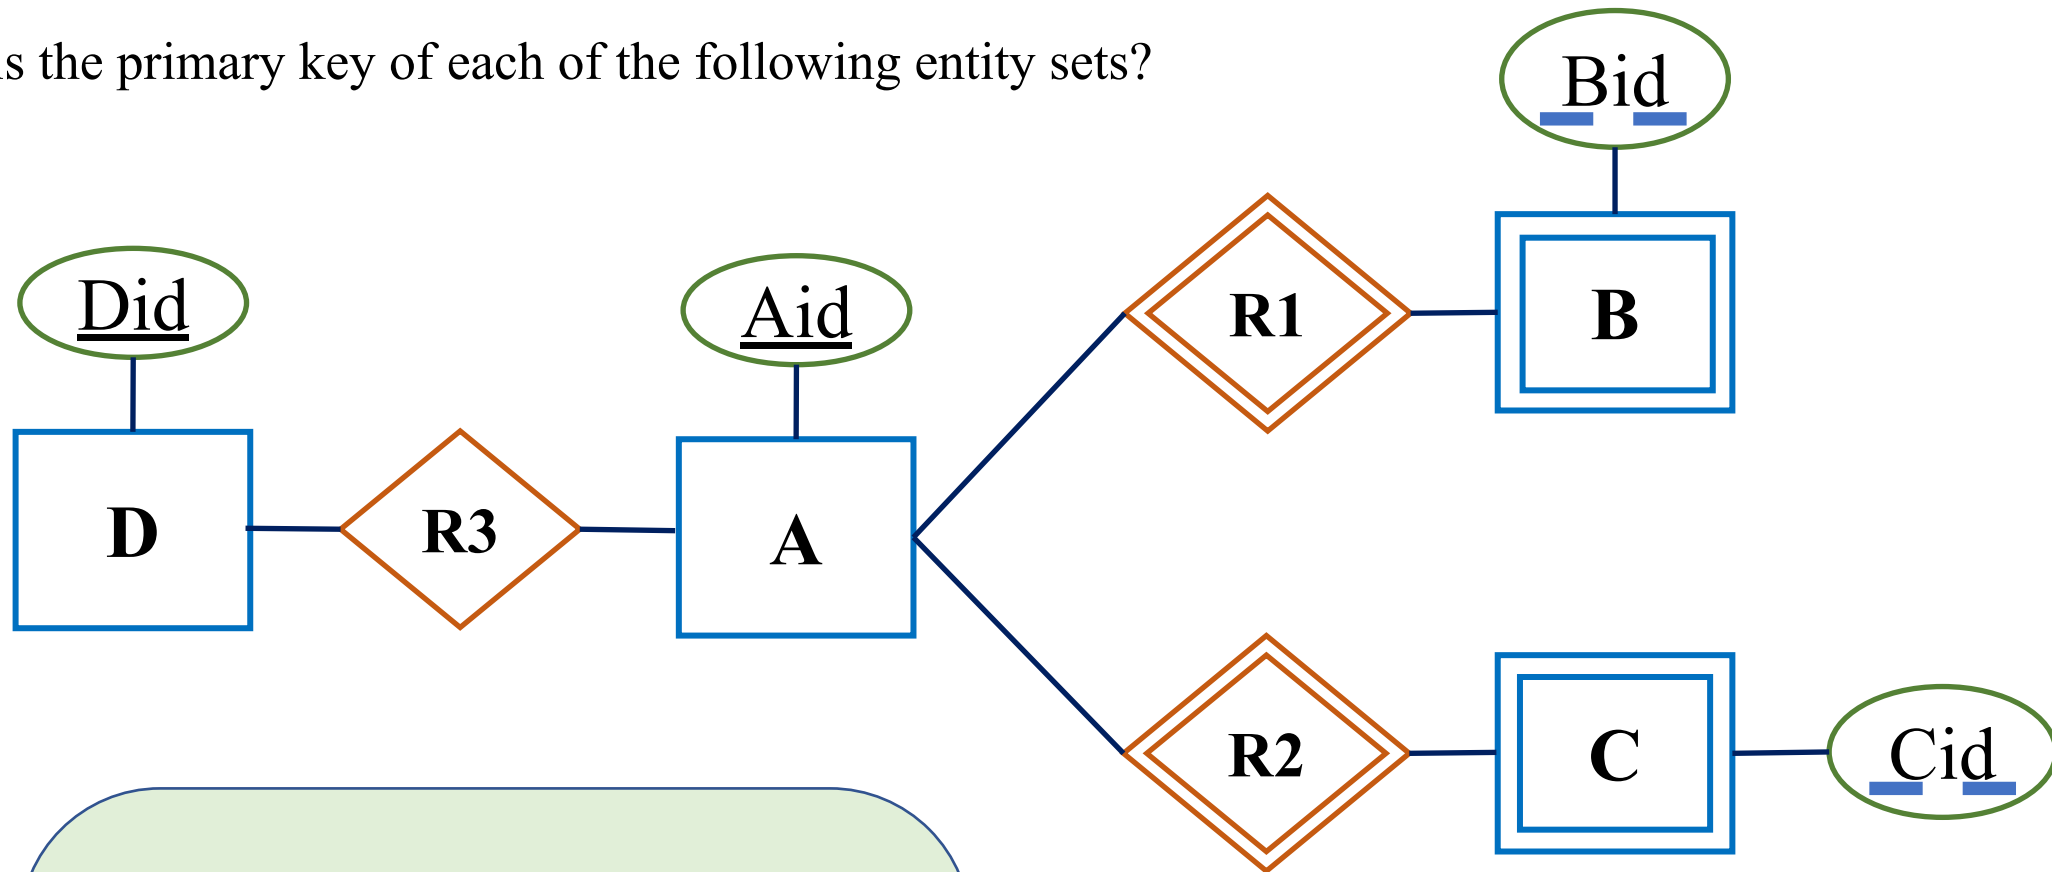 s the primary key of each of the following entity sets?
Bid
Did
Aid
R1
B
D
R3
A
R2
C
Cid